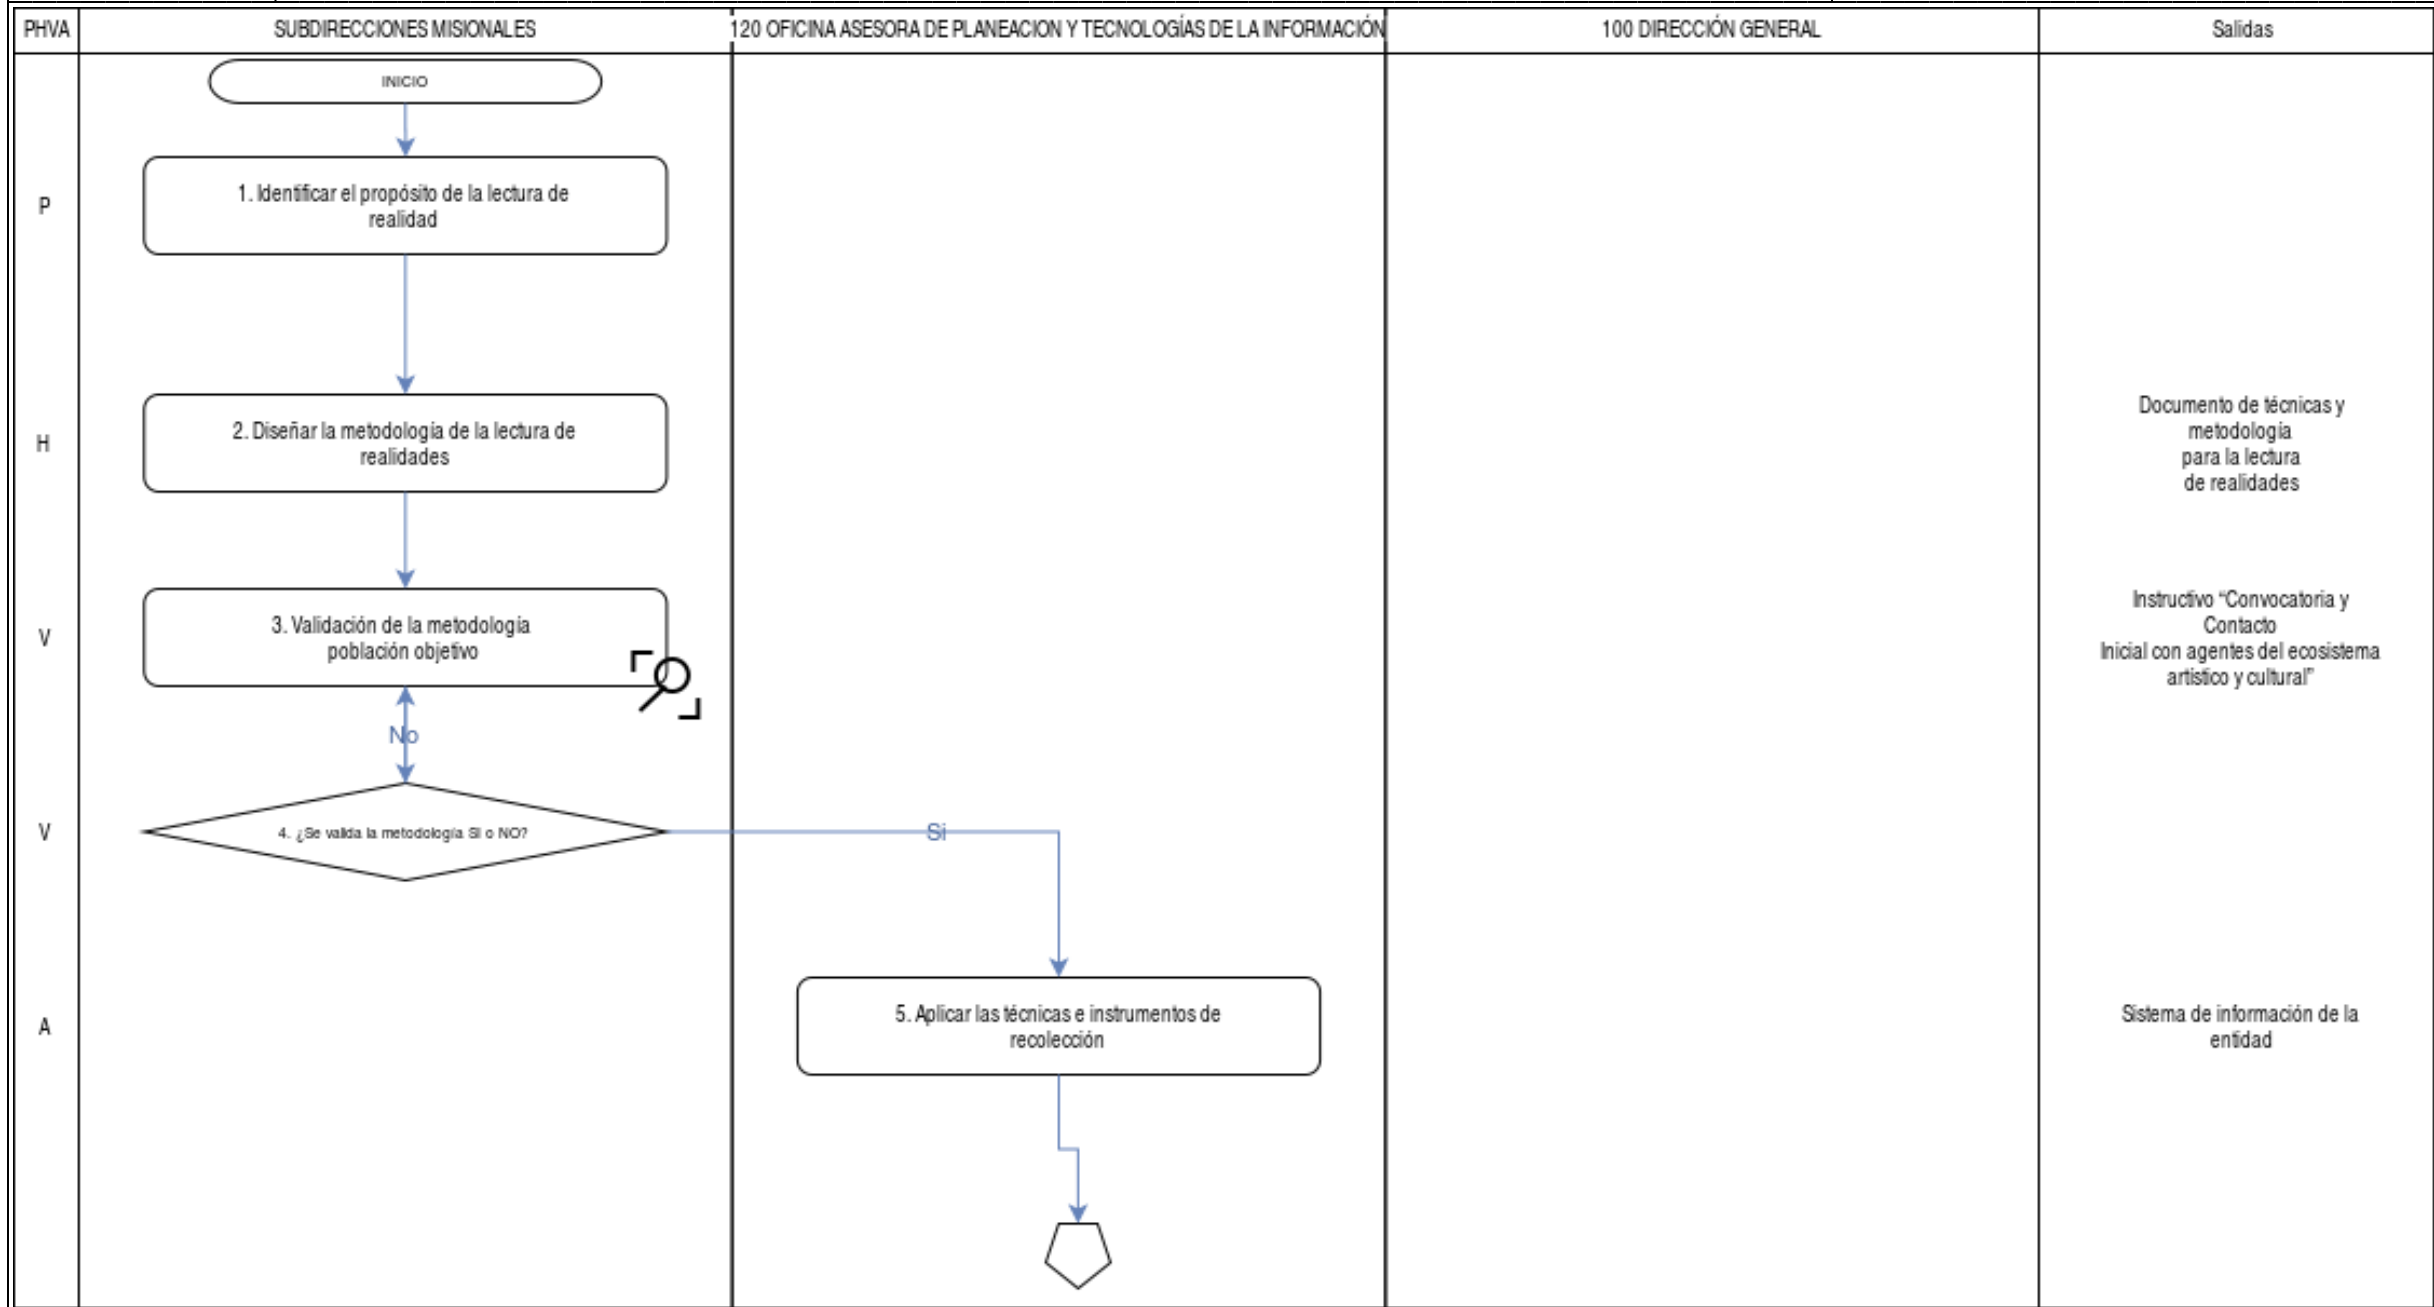 PHVA
SUBDIRECCIONES MISIONALES
120 OFICINA ASESORA DE PLANEACION Y TECNOLOGÍAS DE LA INFORMACIÓN
100 DIRECCIÓN GENERAL
Salidas
INICIO
P
1. Identificar el propósito de la lectura de
realidad
H
2. Diseñar la metodología de la lectura de
realidades
Documento de técnicas y
metodología
para la lectura
de realidades
V
3. Validación de la metodología
población objetivo
Instructivo “Convocatoria y
Contacto
Inicial con agentes del ecosistema
artístico y cultural”
No
V
4. ¿Se valida la metodología SI o NO?
Si
A
5. Aplicar las técnicas e instrumentos de
recolección
Sistema de información de la
entidad